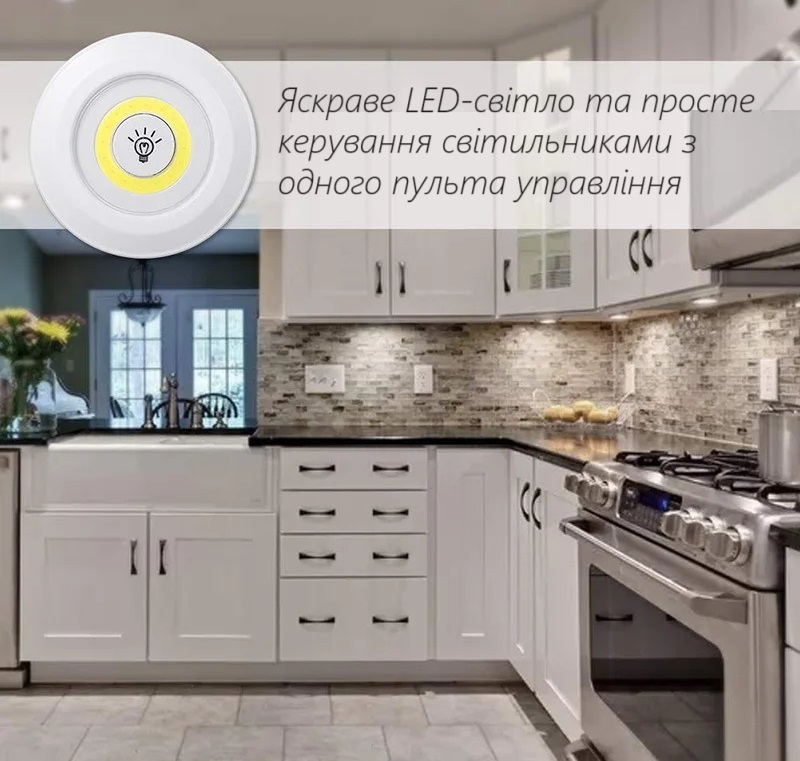 Яскраве LED-світло та просте
керування світильниками з
одного пульта управління